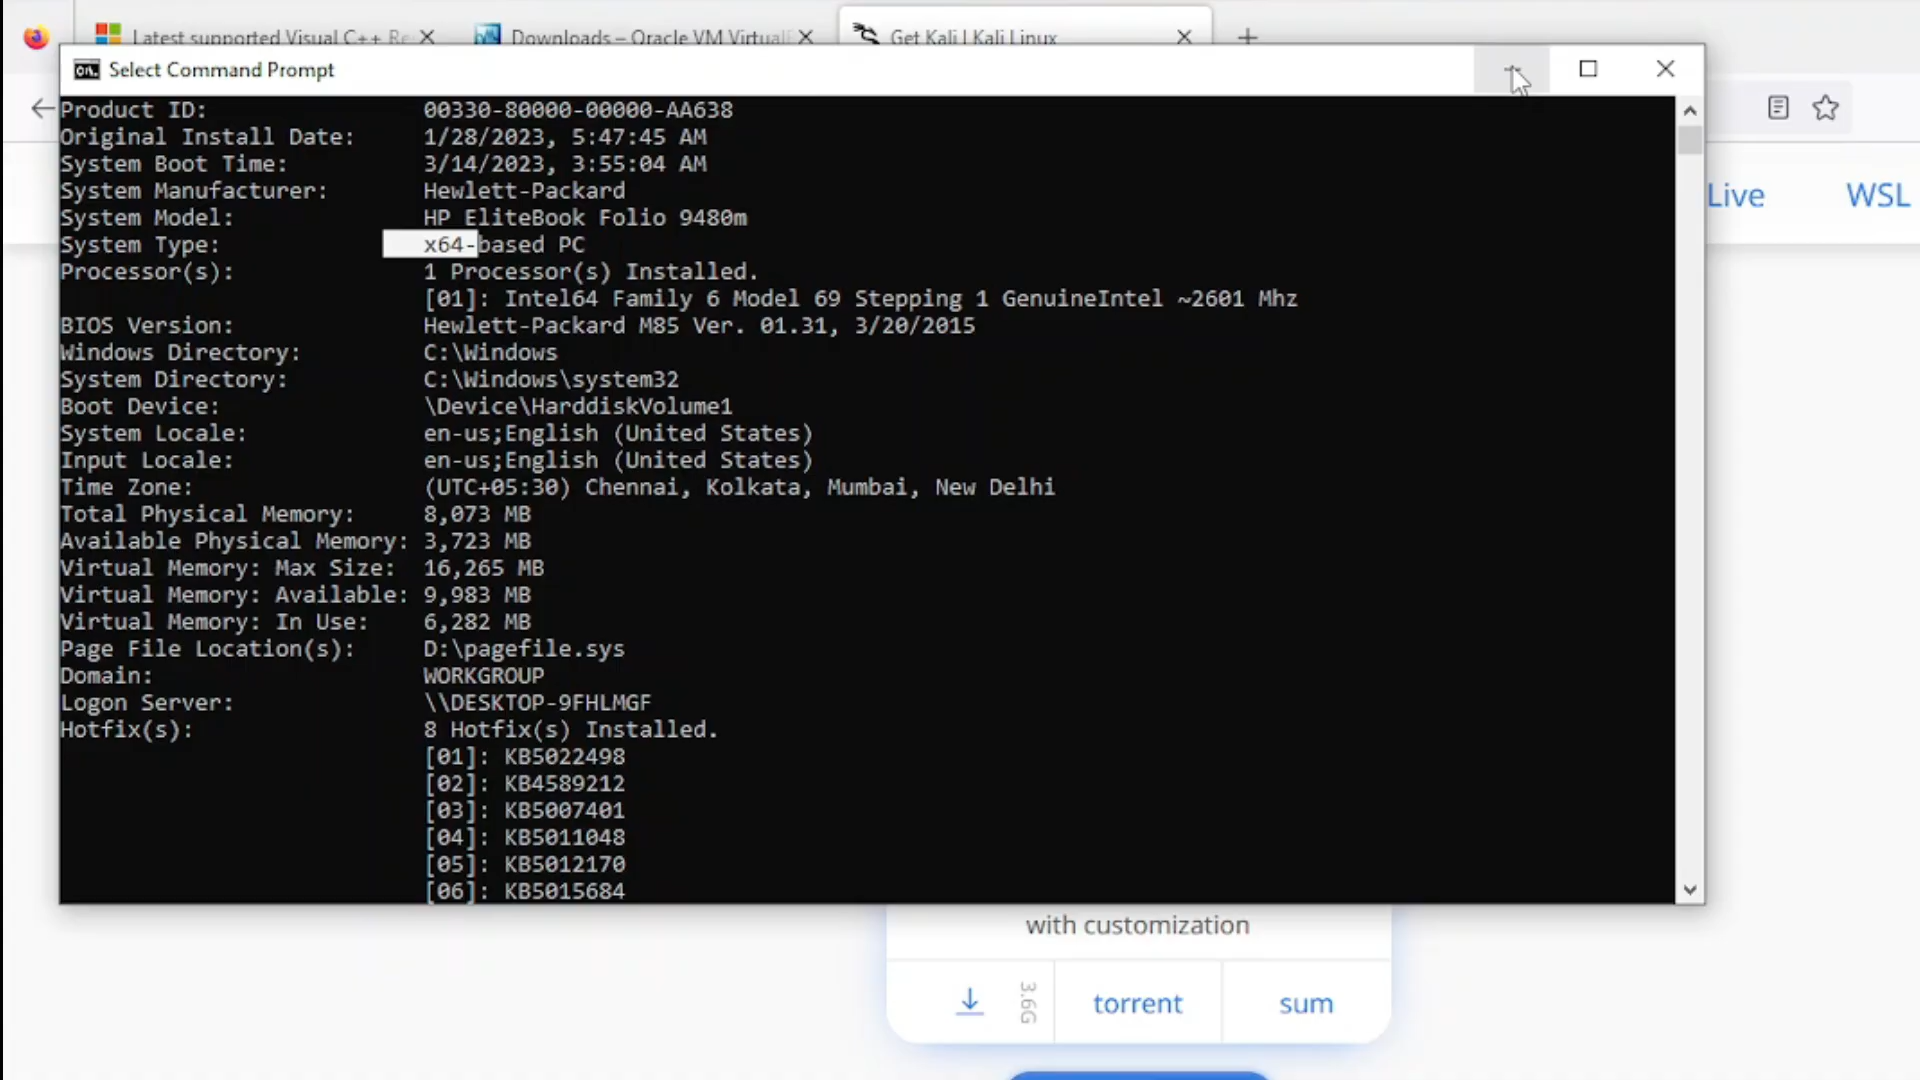 Latest supported Visual C++ Re
Downloads – Oracle VM Virtual
Get Kali | Kali Linux
Select Command Prompt
Product ID: 00330-80000-00000-AA638
Original Install Date: 1/28/2023, 5:47:45 AM
System Boot Time: 3/14/2023, 3:55:04 AM
System Manufacturer: Hewlett-Packard
System Model: HP EliteBook Folio 9480m
System Type: x64-based PC
Processor(s): 1 Processor(s) Installed.
[01]: Intel64 Family 6 Model 69 Stepping 1 GenuineIntel ~2601 Mhz
BIOS Version: Hewlett-Packard M85 Ver. 01.31, 3/20/2015
Windows Directory: C:\Windows
System Directory: C:\Windows\system32
Boot Device: \Device\HarddiskVolume1
System Locale: en-us;English (United States)
Input Locale: en-us;English (United States)
Time Zone: (UTC+05:30) Chennai, Kolkata, Mumbai, New Delhi
Total Physical Memory: 8,073 MB
Available Physical Memory: 3,723 MB
Virtual Memory: Max Size: 16,265 MB
Virtual Memory: Available: 9,983 MB
Virtual Memory: In Use: 6,282 MB
Page File Location(s): D:\pagefile.sys
Domain: WORKGROUP
Logon Server: \\DESKTOP-9FHLMGF
Hotfix(s): 8 Hotfix(s) Installed.
[01]: KB5022498
[02]: KB4589212
[03]: KB5007401
[04]: KB5011048
[05]: KB5012170
[06]: KB5015684
Live
WSL
with customization
3.6G
torrent
sum